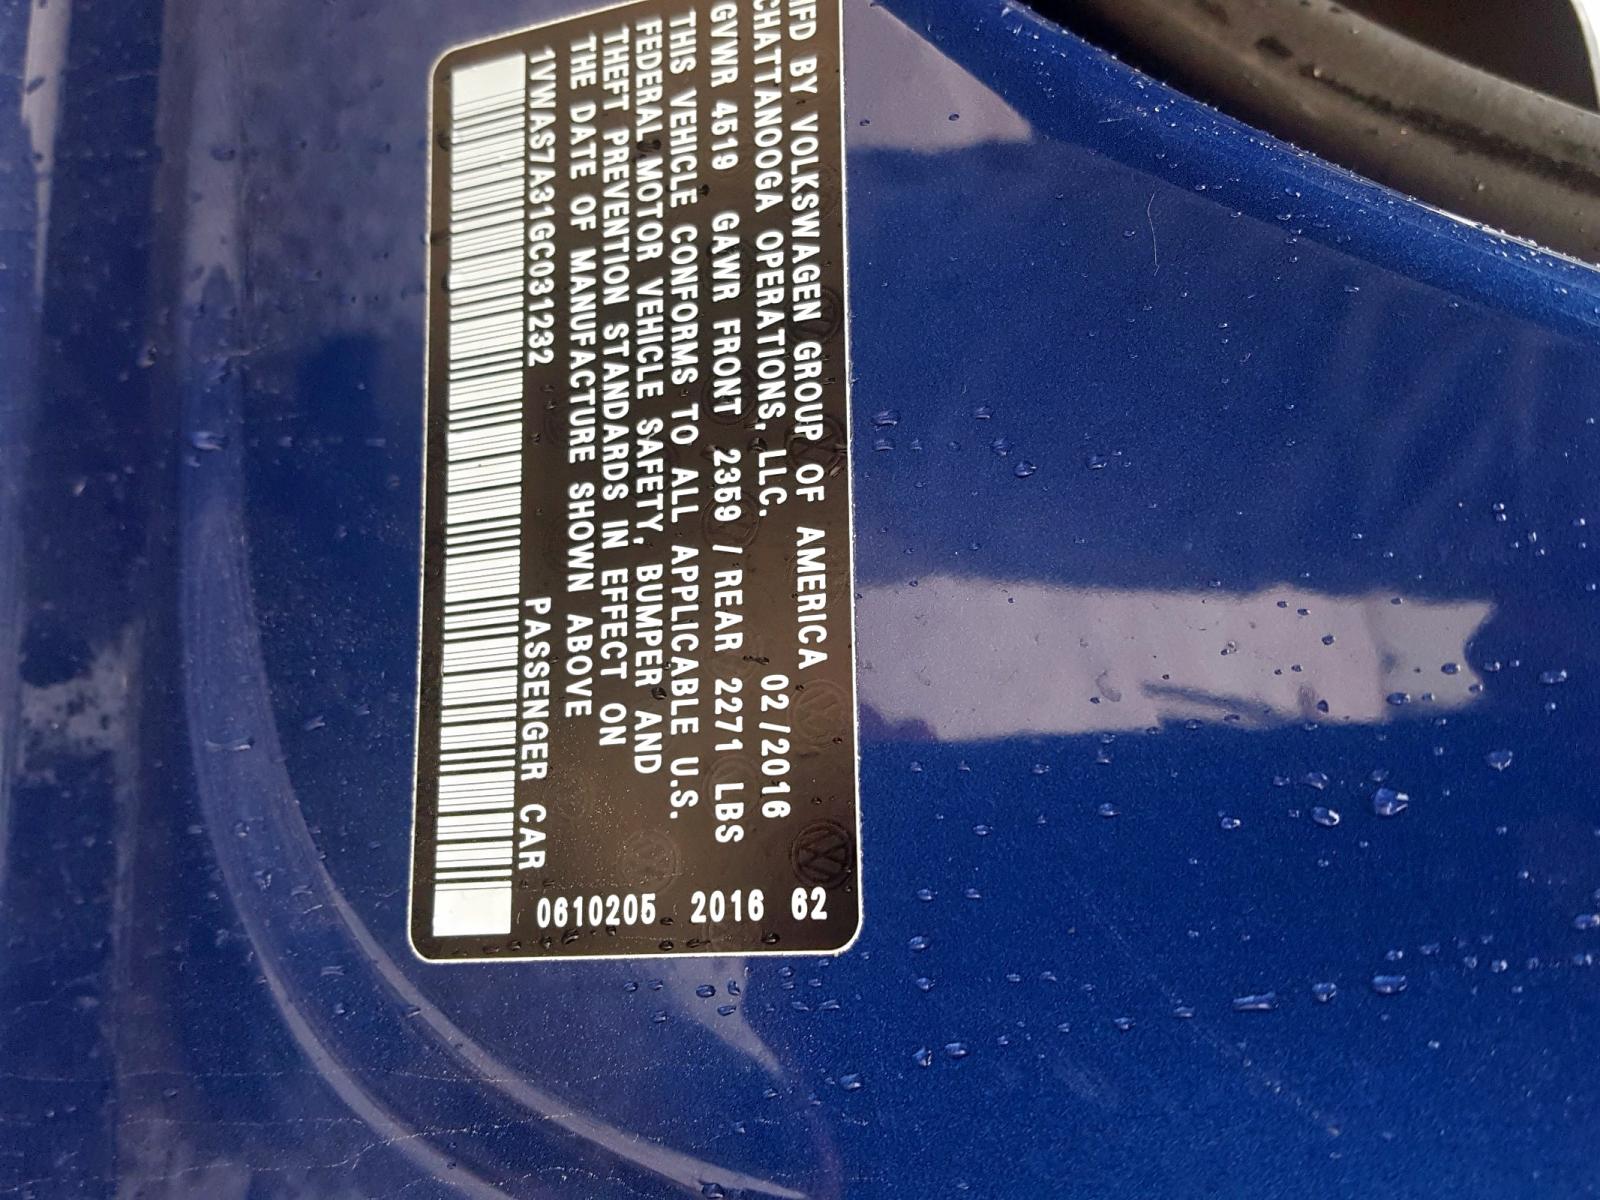 MFD BY VOLKSWAGEN GROUP OF AMERICA
CHATTANOOGA OPERATIONS, LLC. 02/2016
GVWR 4519 GAWR FRONT 2359/REAR 2271 LBS
THIS VEHICLE CONFORMS TO ALL APPLICABLE U.S.
FEDERAL MOTOR VEHICLE SAFETY, BUMPER AND
THEFT PREVENTION STANDARDS IN EFFECT ON
THE DATE OF MANUFACTURE SHOWN ABOVE
1VWAS7A31GC031232 PASSENGER CAR
0610205 2016 62